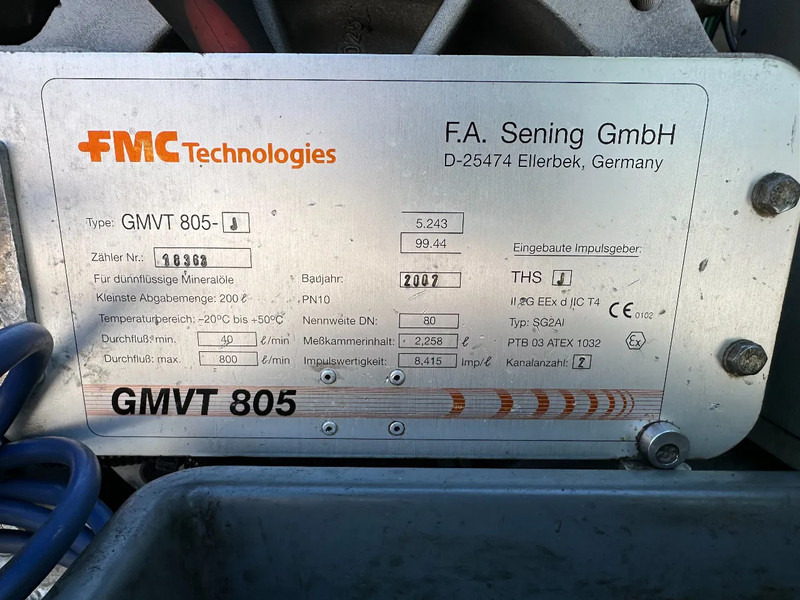 FMC Technologies
F.A. Sening GmbH
D-25474 Ellerbek, Germany
Type: GMVT 805- J
5.243
99.44
Eingebaute Impulsgeber:
Zähler Nr.: 18363
THS J
Für dünnflüssige Mineralöle
Baujahr: 2007
Kleinste Abgabemenge: 200 ℓ
PN10
II 2G EEx d IIC T4
CE 0102
Temperaturbereich: –20°C bis +50°C
Nennweite DN: 80
Typ: SG2AI
Durchfluß: min. 40 ℓ/min
Meßkammerinhalt: 2,258 ℓ
PTB 03 ATEX 1032
Ex
Durchfluß: max. 800 ℓ/min
Impulswertigkeit: 8,415 imp/ℓ
Kanalanzahl: 2
GMVT 805